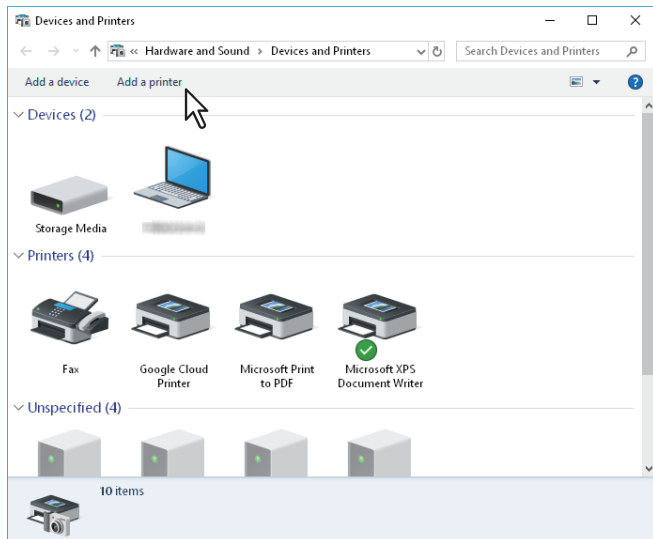 Devices and Printers
« Hardware and Sound > Devices and Printers
Search Devices and Printers
Add a device Add a printer
?
Devices (2)
Storage Media
Printers (4)
Fax
Google Cloud Printer
Microsoft Print to PDF
Microsoft XPS Document Writer
Unspecified (4)
10 items